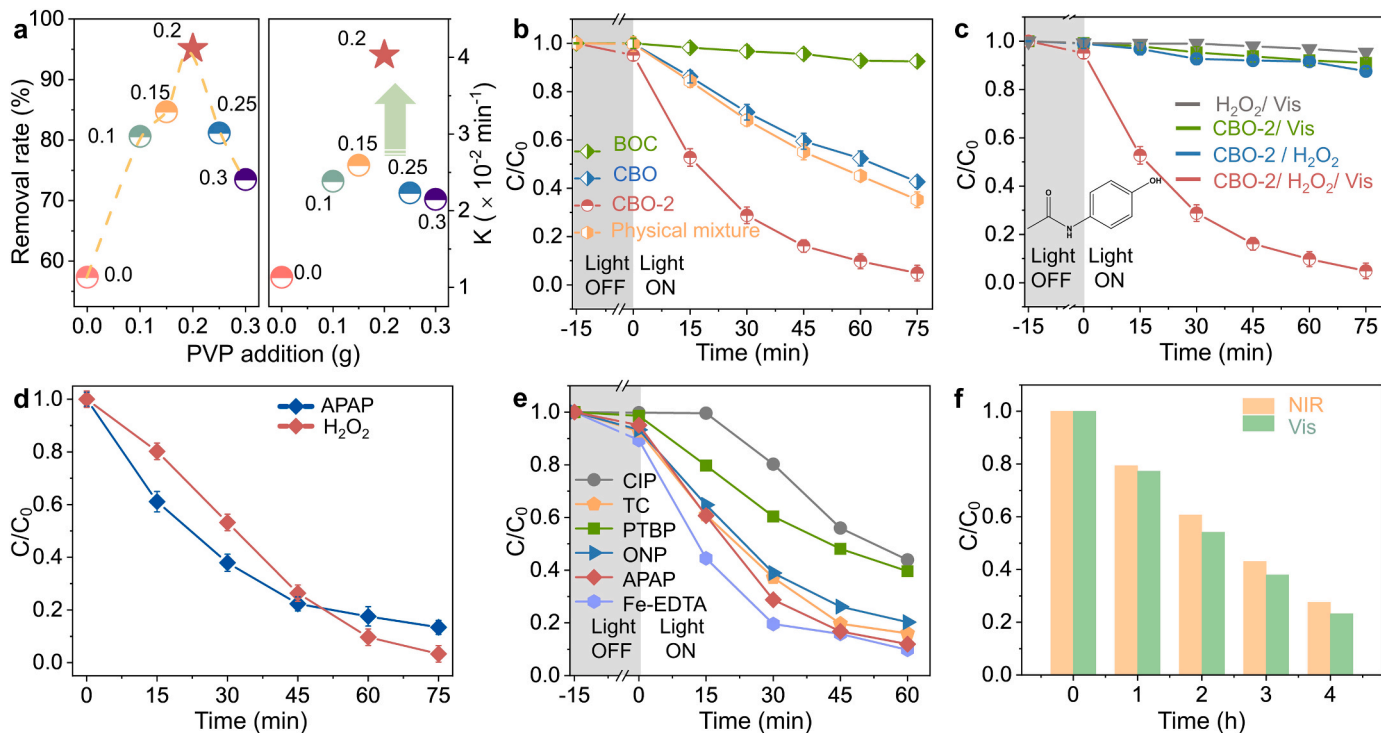 a
Removal rate (%)
100
90
80
70
60
0.2
0.15
0.1
0.25
0.3
0.0
0.0
0.1
0.2
0.3
0.2
0.15
0.1
0.25
0.3
0.0
0.0
0.1
0.2
0.3
4
3
2
1
K ( × 10⁻² min⁻¹)
PVP addition (g)
b
C/C₀
1.0
0.8
0.6
0.4
0.2
0.0
BOC
CBO
CBO-2
Physical mixture
Light
OFF
Light
ON
-15
0
15
30
45
60
75
Time (min)
c
C/C₀
1.0
0.8
0.6
0.4
0.2
0.0
H₂O₂/ Vis
CBO-2/ Vis
CBO-2 / H₂O₂
CBO-2/ H₂O₂/ Vis
O
N
H
OH
Light
OFF
Light
ON
-15
0
15
30
45
60
75
Time (min)
d
C/C₀
1.0
0.8
0.6
0.4
0.2
0.0
APAP
H₂O₂
0
15
30
45
60
75
Time (min)
e
C/C₀
1.0
0.8
0.6
0.4
0.2
0.0
CIP
TC
PTBP
ONP
APAP
Fe-EDTA
Light
OFF
Light
ON
-15
0
15
30
45
60
Time (min)
f
C/C₀
1.0
0.8
0.6
0.4
0.2
0.0
NIR
Vis
0
1
2
3
4
Time (h)